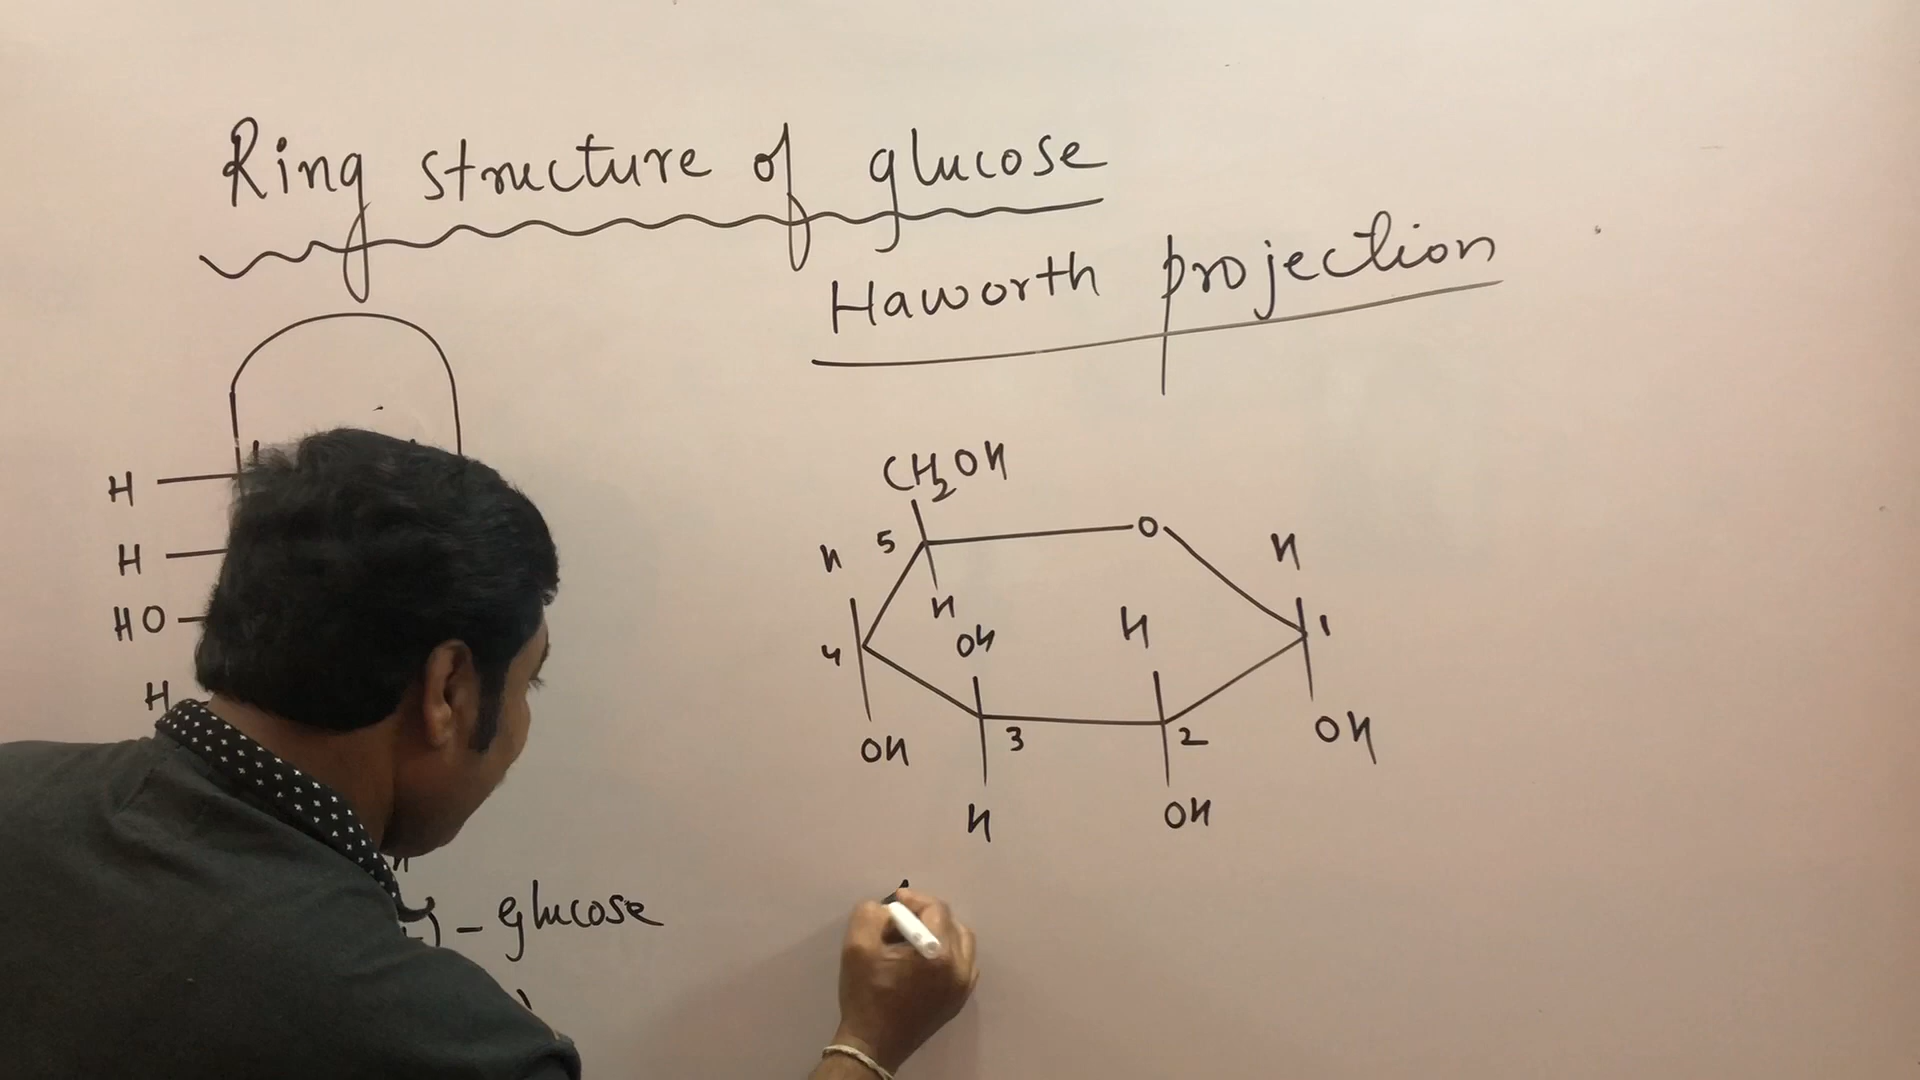 Ring structure of glucose
Haworth projection
CH2OH
H
H
HO
H
H 5 O H
H
OH H
4 1
3 2
OH OH
H OH
- glucose